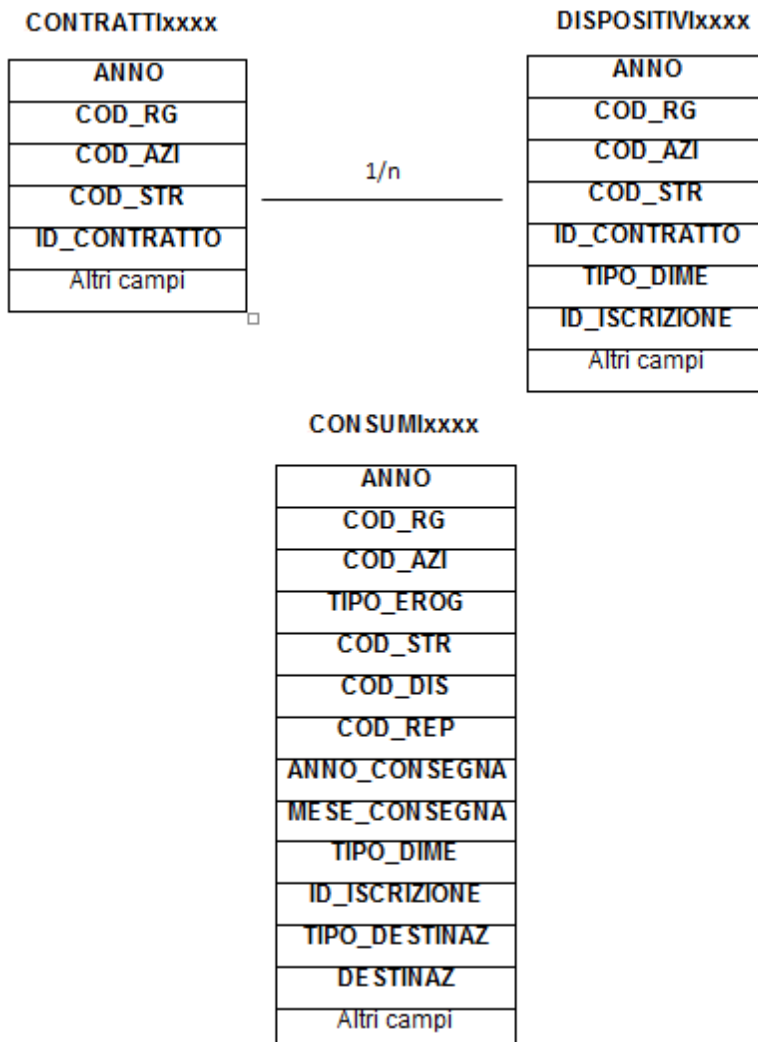 CONTRATTIxxxx
ANNO
COD_RG
COD_AZI
COD_STR
ID_CONTRATTO
Altri campi
1/n
DISPOSITIVIxxxx
ANNO
COD_RG
COD_AZI
COD_STR
ID_CONTRATTO
TIPO_DIME
ID_ISCRIZIONE
Altri campi
CONSUMIxxxx
ANNO
COD_RG
COD_AZI
TIPO_EROG
COD_STR
COD_DIS
COD_REP
ANNO_CONSEGNA
MESE_CONSEGNA
TIPO_DIME
ID_ISCRIZIONE
TIPO_DESTINAZ
DESTINAZ
Altri campi